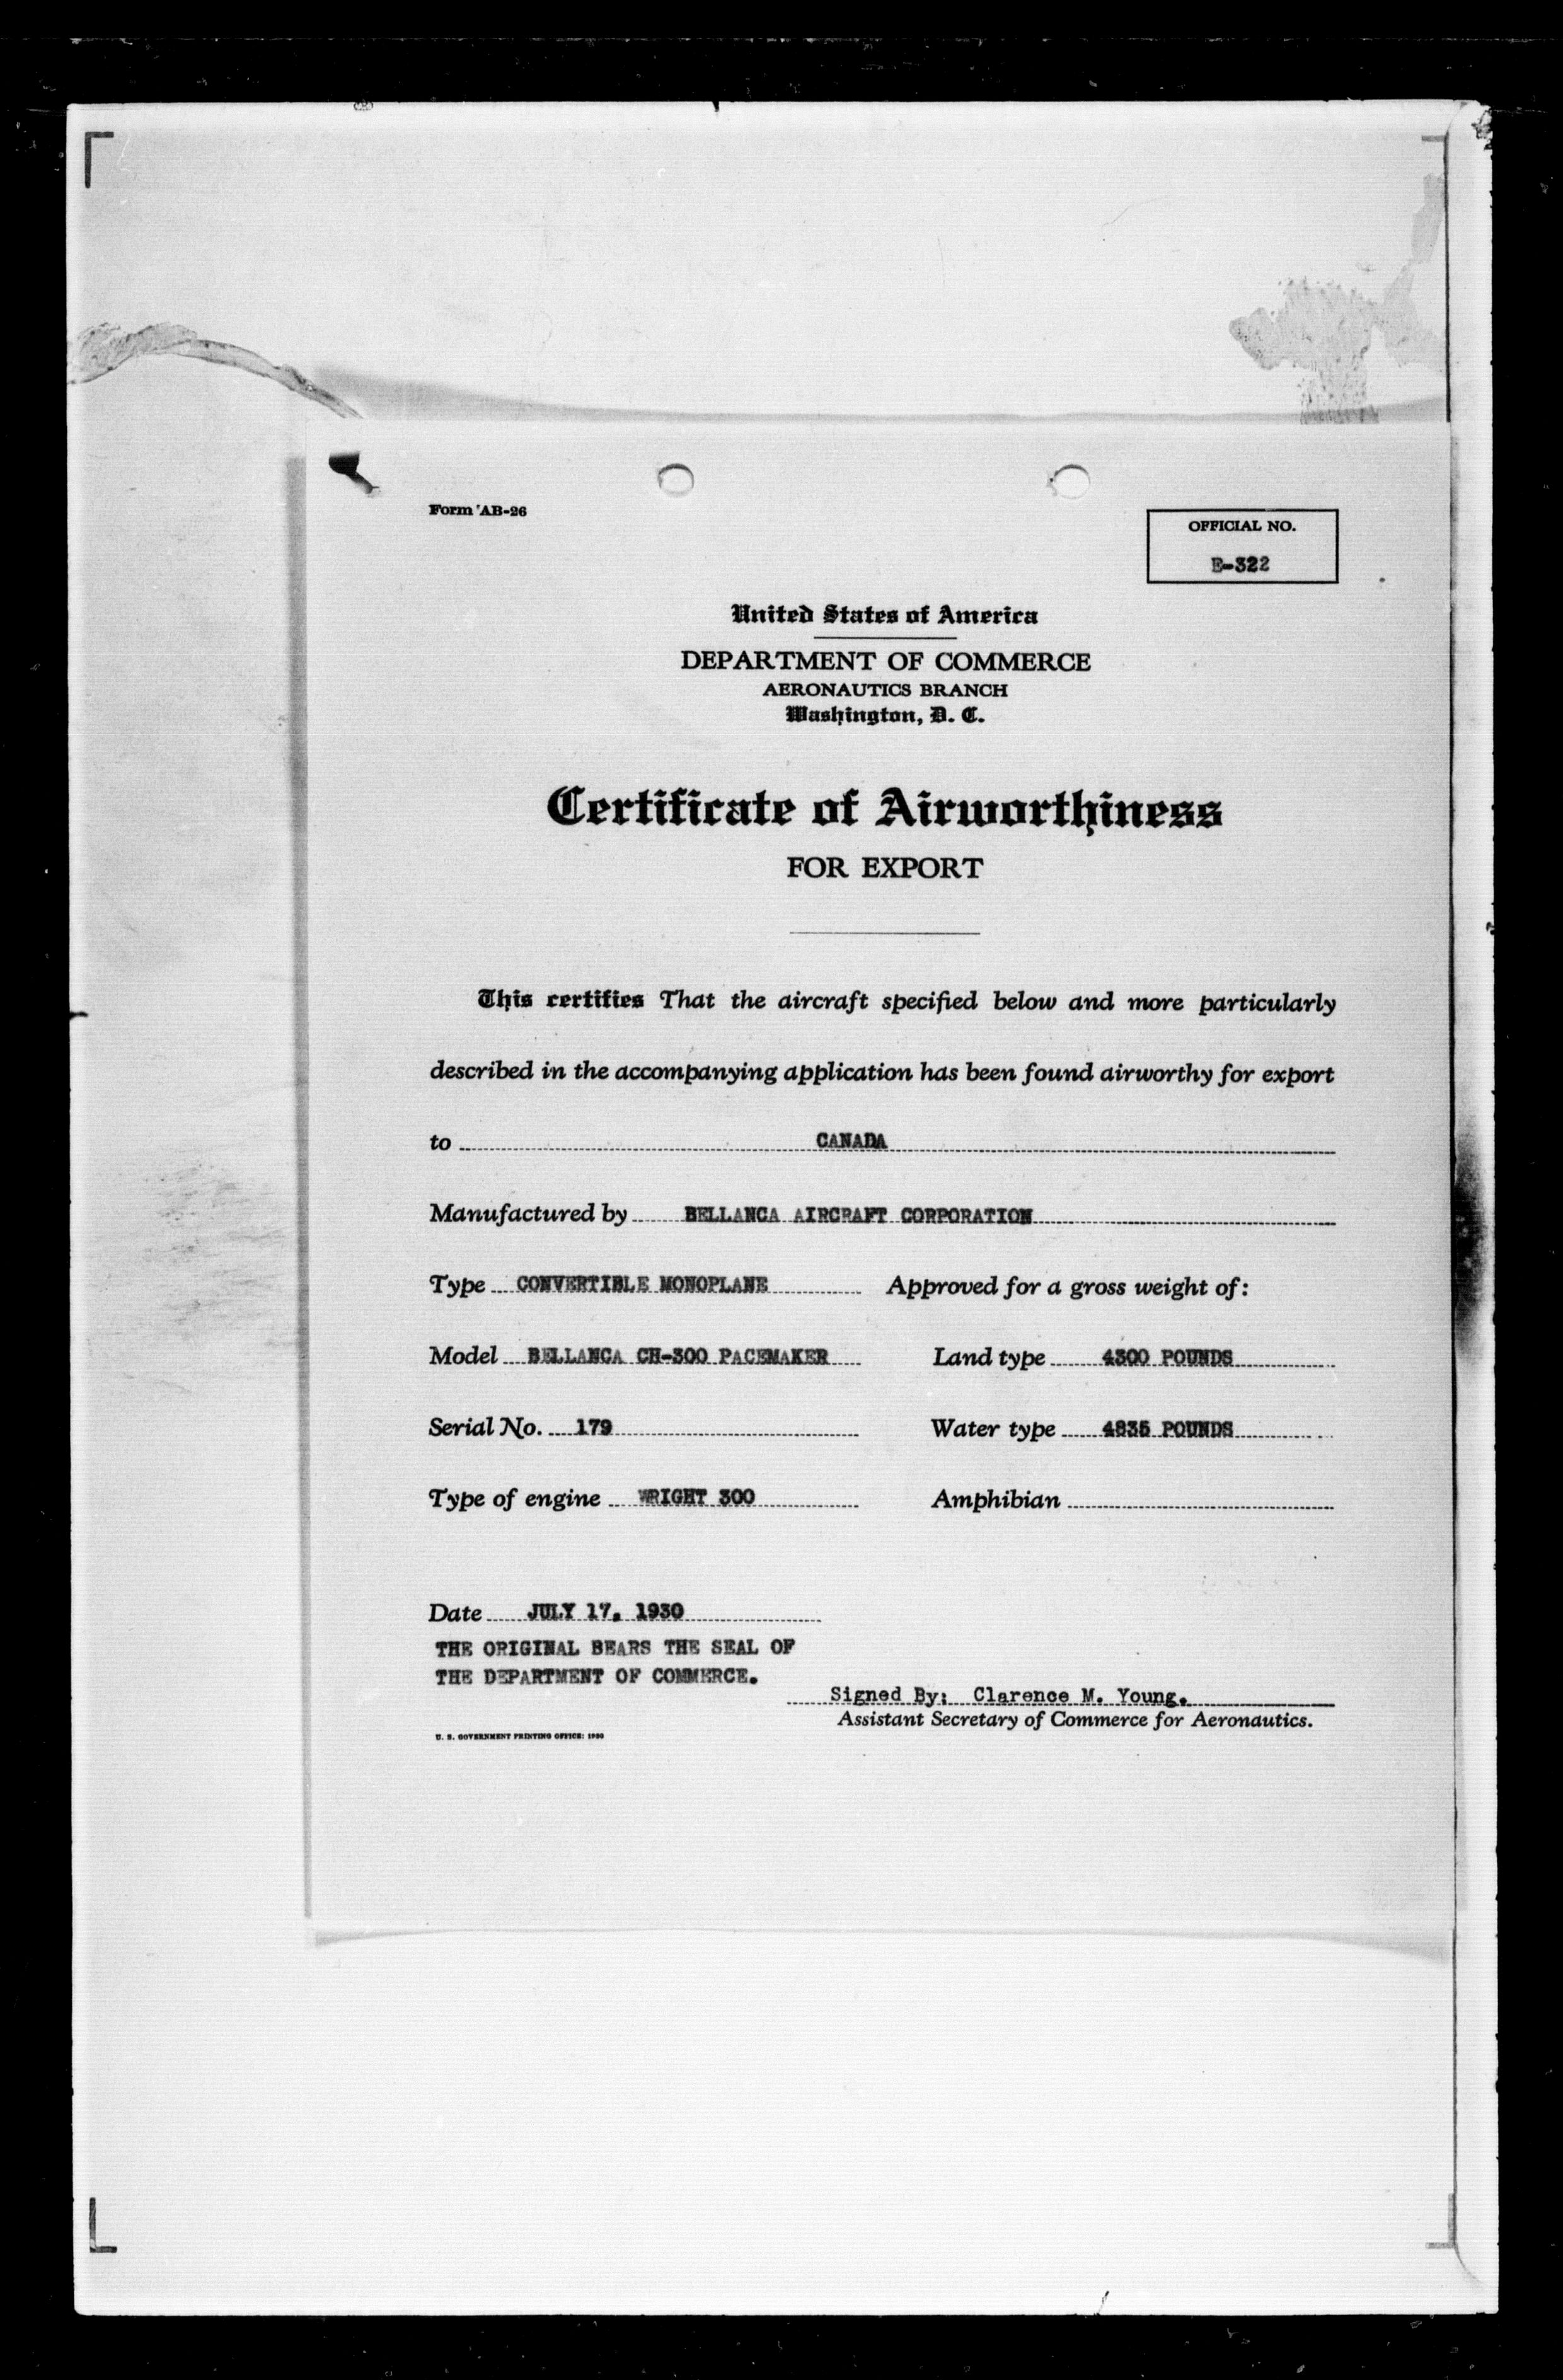 Form AB-26
OFFICIAL NO.
E-322
United States of America
DEPARTMENT OF COMMERCE
AERONAUTICS BRANCH
Washington, D. C.
Certificate of Airworthiness
FOR EXPORT
This certifies That the aircraft specified below and more particularly
described in the accompanying application has been found airworthy for export
to CANADA
Manufactured by BELLANCA AIRCRAFT CORPORATION
Type CONVERTIBLE MONOPLANE Approved for a gross weight of:
Model BELLANCA CH-300 PACEMAKER Land type 4300 POUNDS
Serial No. 179 Water type 4835 POUNDS
Type of engine WRIGHT 300 Amphibian
Date JULY 17, 1930
THE ORIGINAL BEARS THE SEAL OF
THE DEPARTMENT OF COMMERCE.
Signed By: Clarence M. Young.
Assistant Secretary of Commerce for Aeronautics.
U. S. GOVERNMENT PRINTING OFFICE: 1930